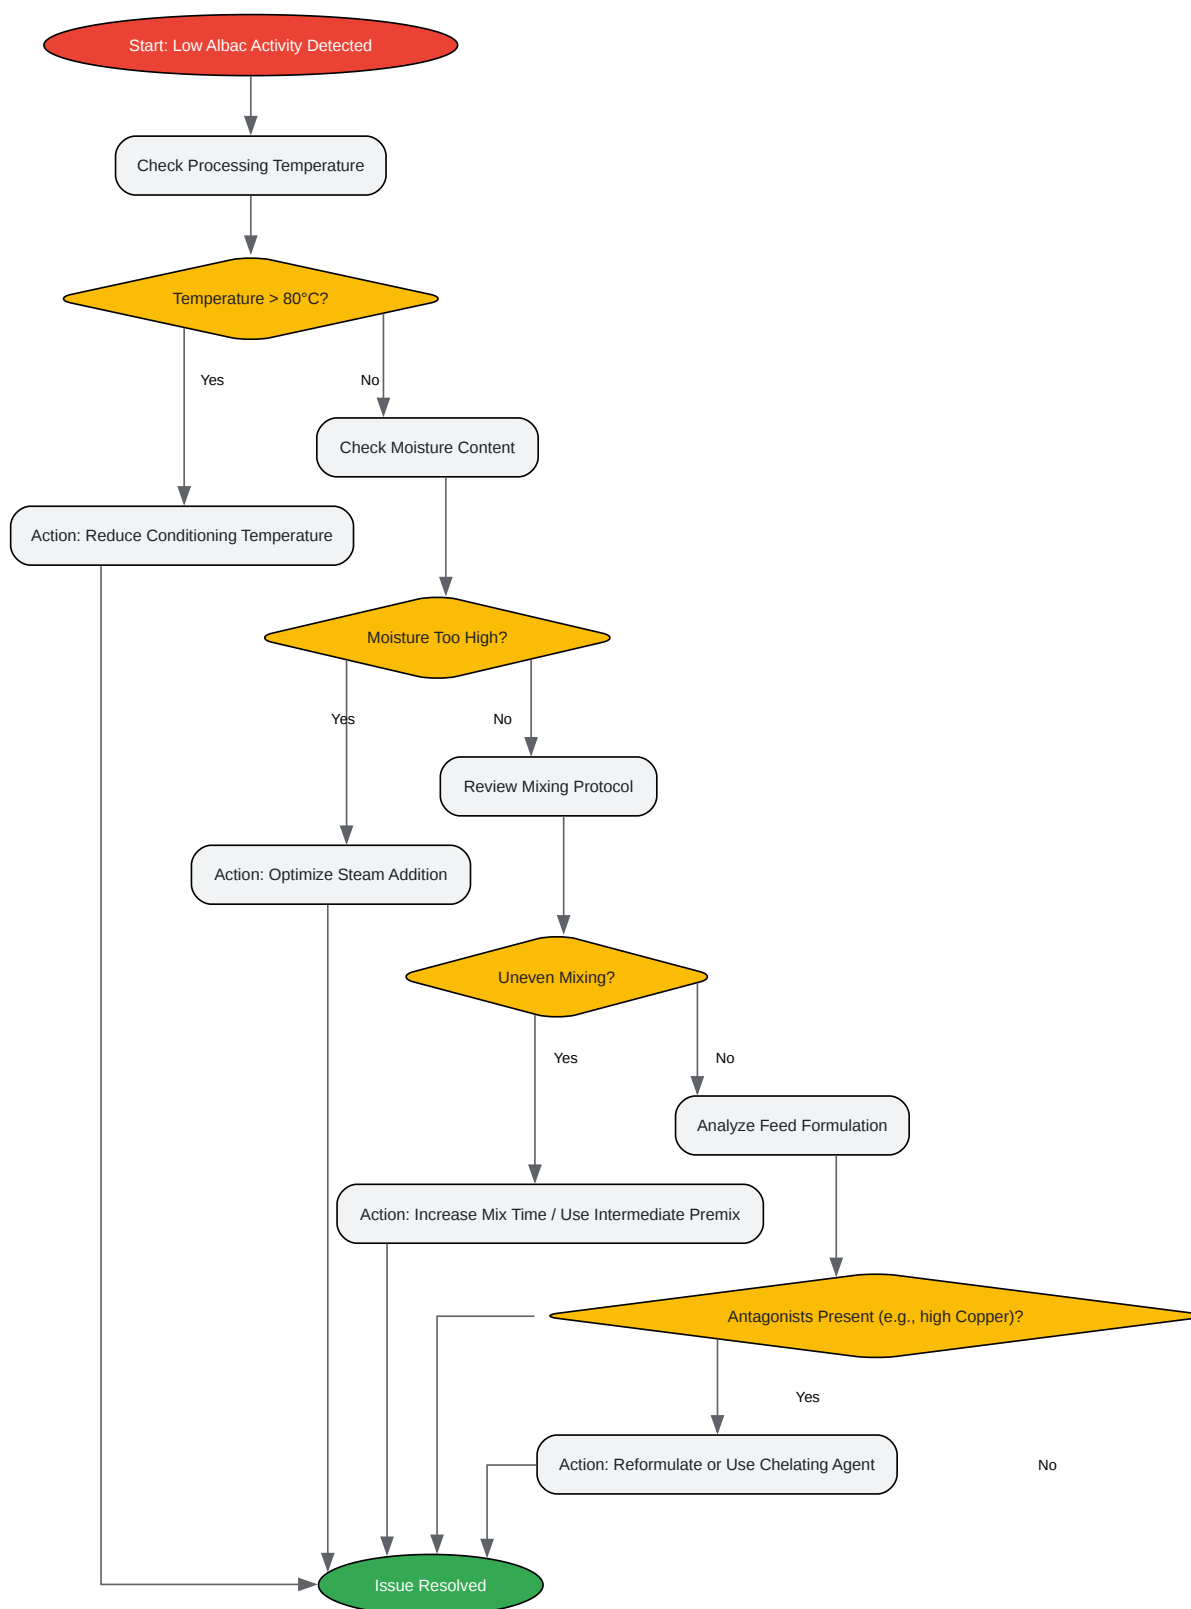 Start: Low Albac Activity Detected
Check Processing Temperature
Temperature > 80°C?
Yes
No
Check Moisture Content
Action: Reduce Conditioning Temperature
Moisture Too High?
Yes
No
Review Mixing Protocol
Action: Optimize Steam Addition
Uneven Mixing?
Yes
No
Analyze Feed Formulation
Action: Increase Mix Time / Use Intermediate Premix
Antagonists Present (e.g., high Copper)?
Yes
Action: Reformulate or Use Chelating Agent
No
Issue Resolved